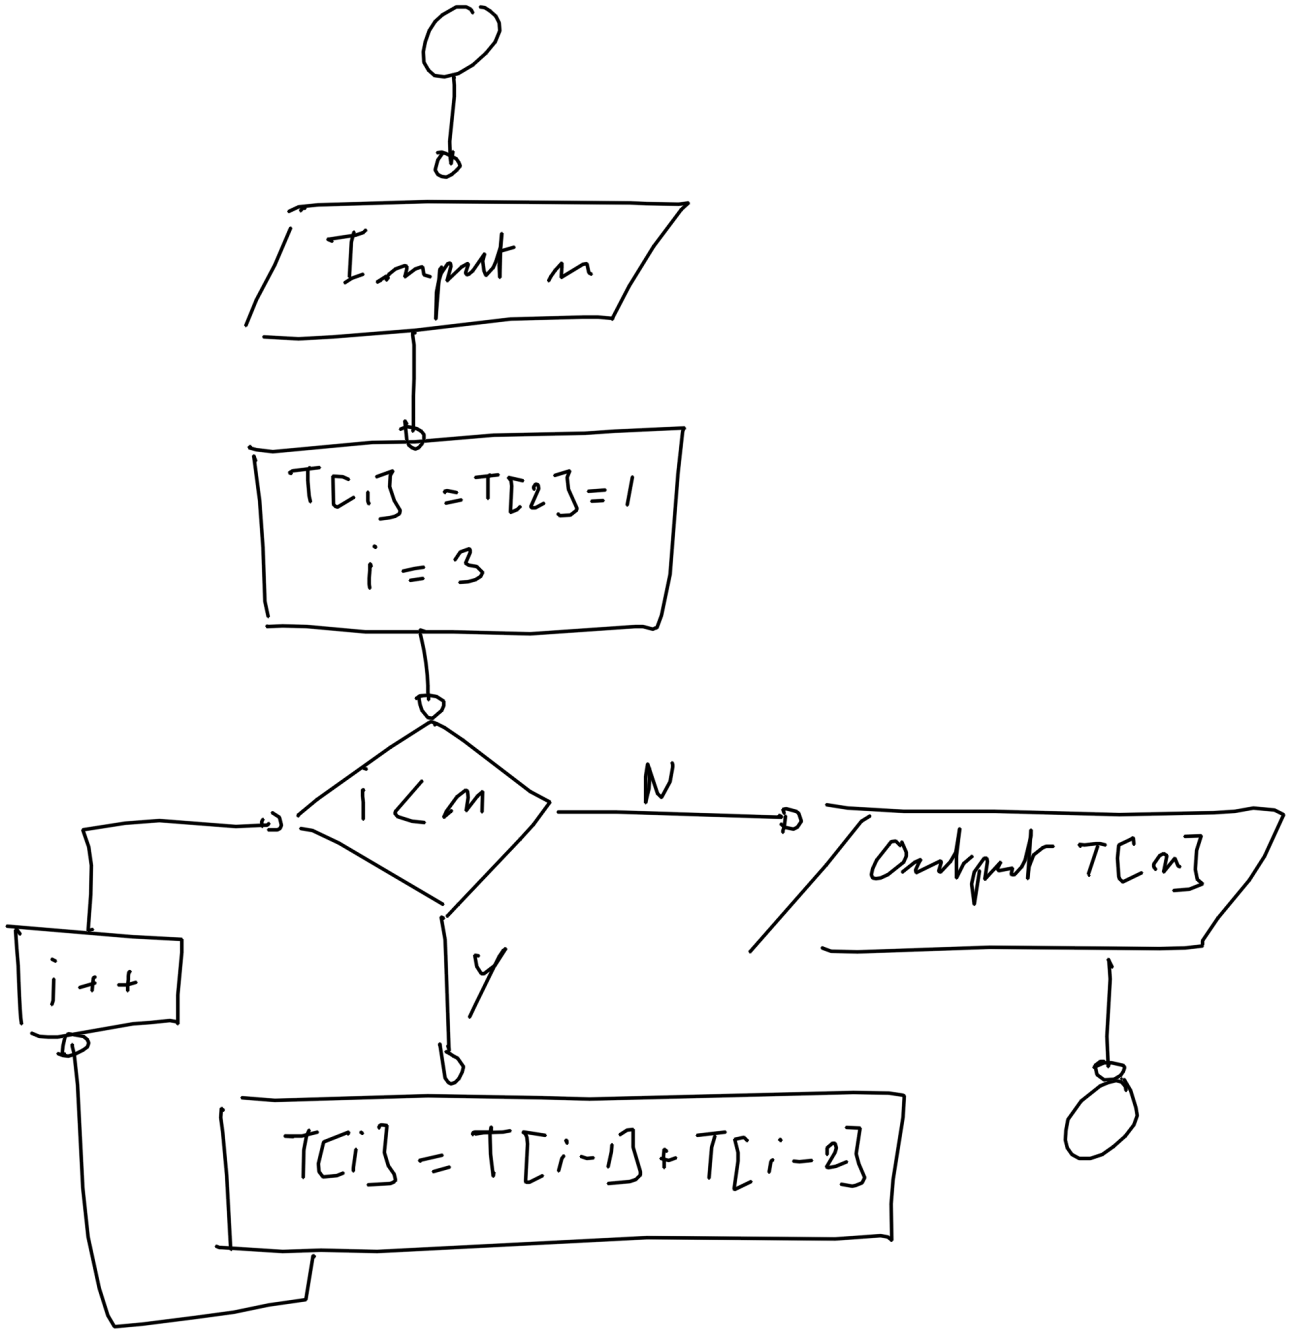 Input n
T[1] = T[2] = 1
i = 3
i < n
N
Output T[n]
i++
Y
T[i] = T[i-1] + T[i-2]